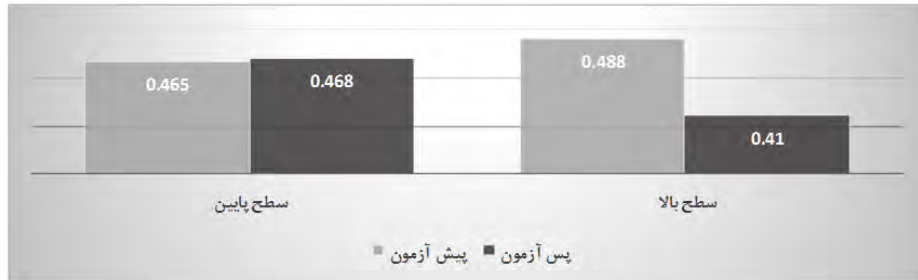 0.488
0.465 0.468
0.41
سطح پایین سطح بالا
پیش آزمون پس آزمون